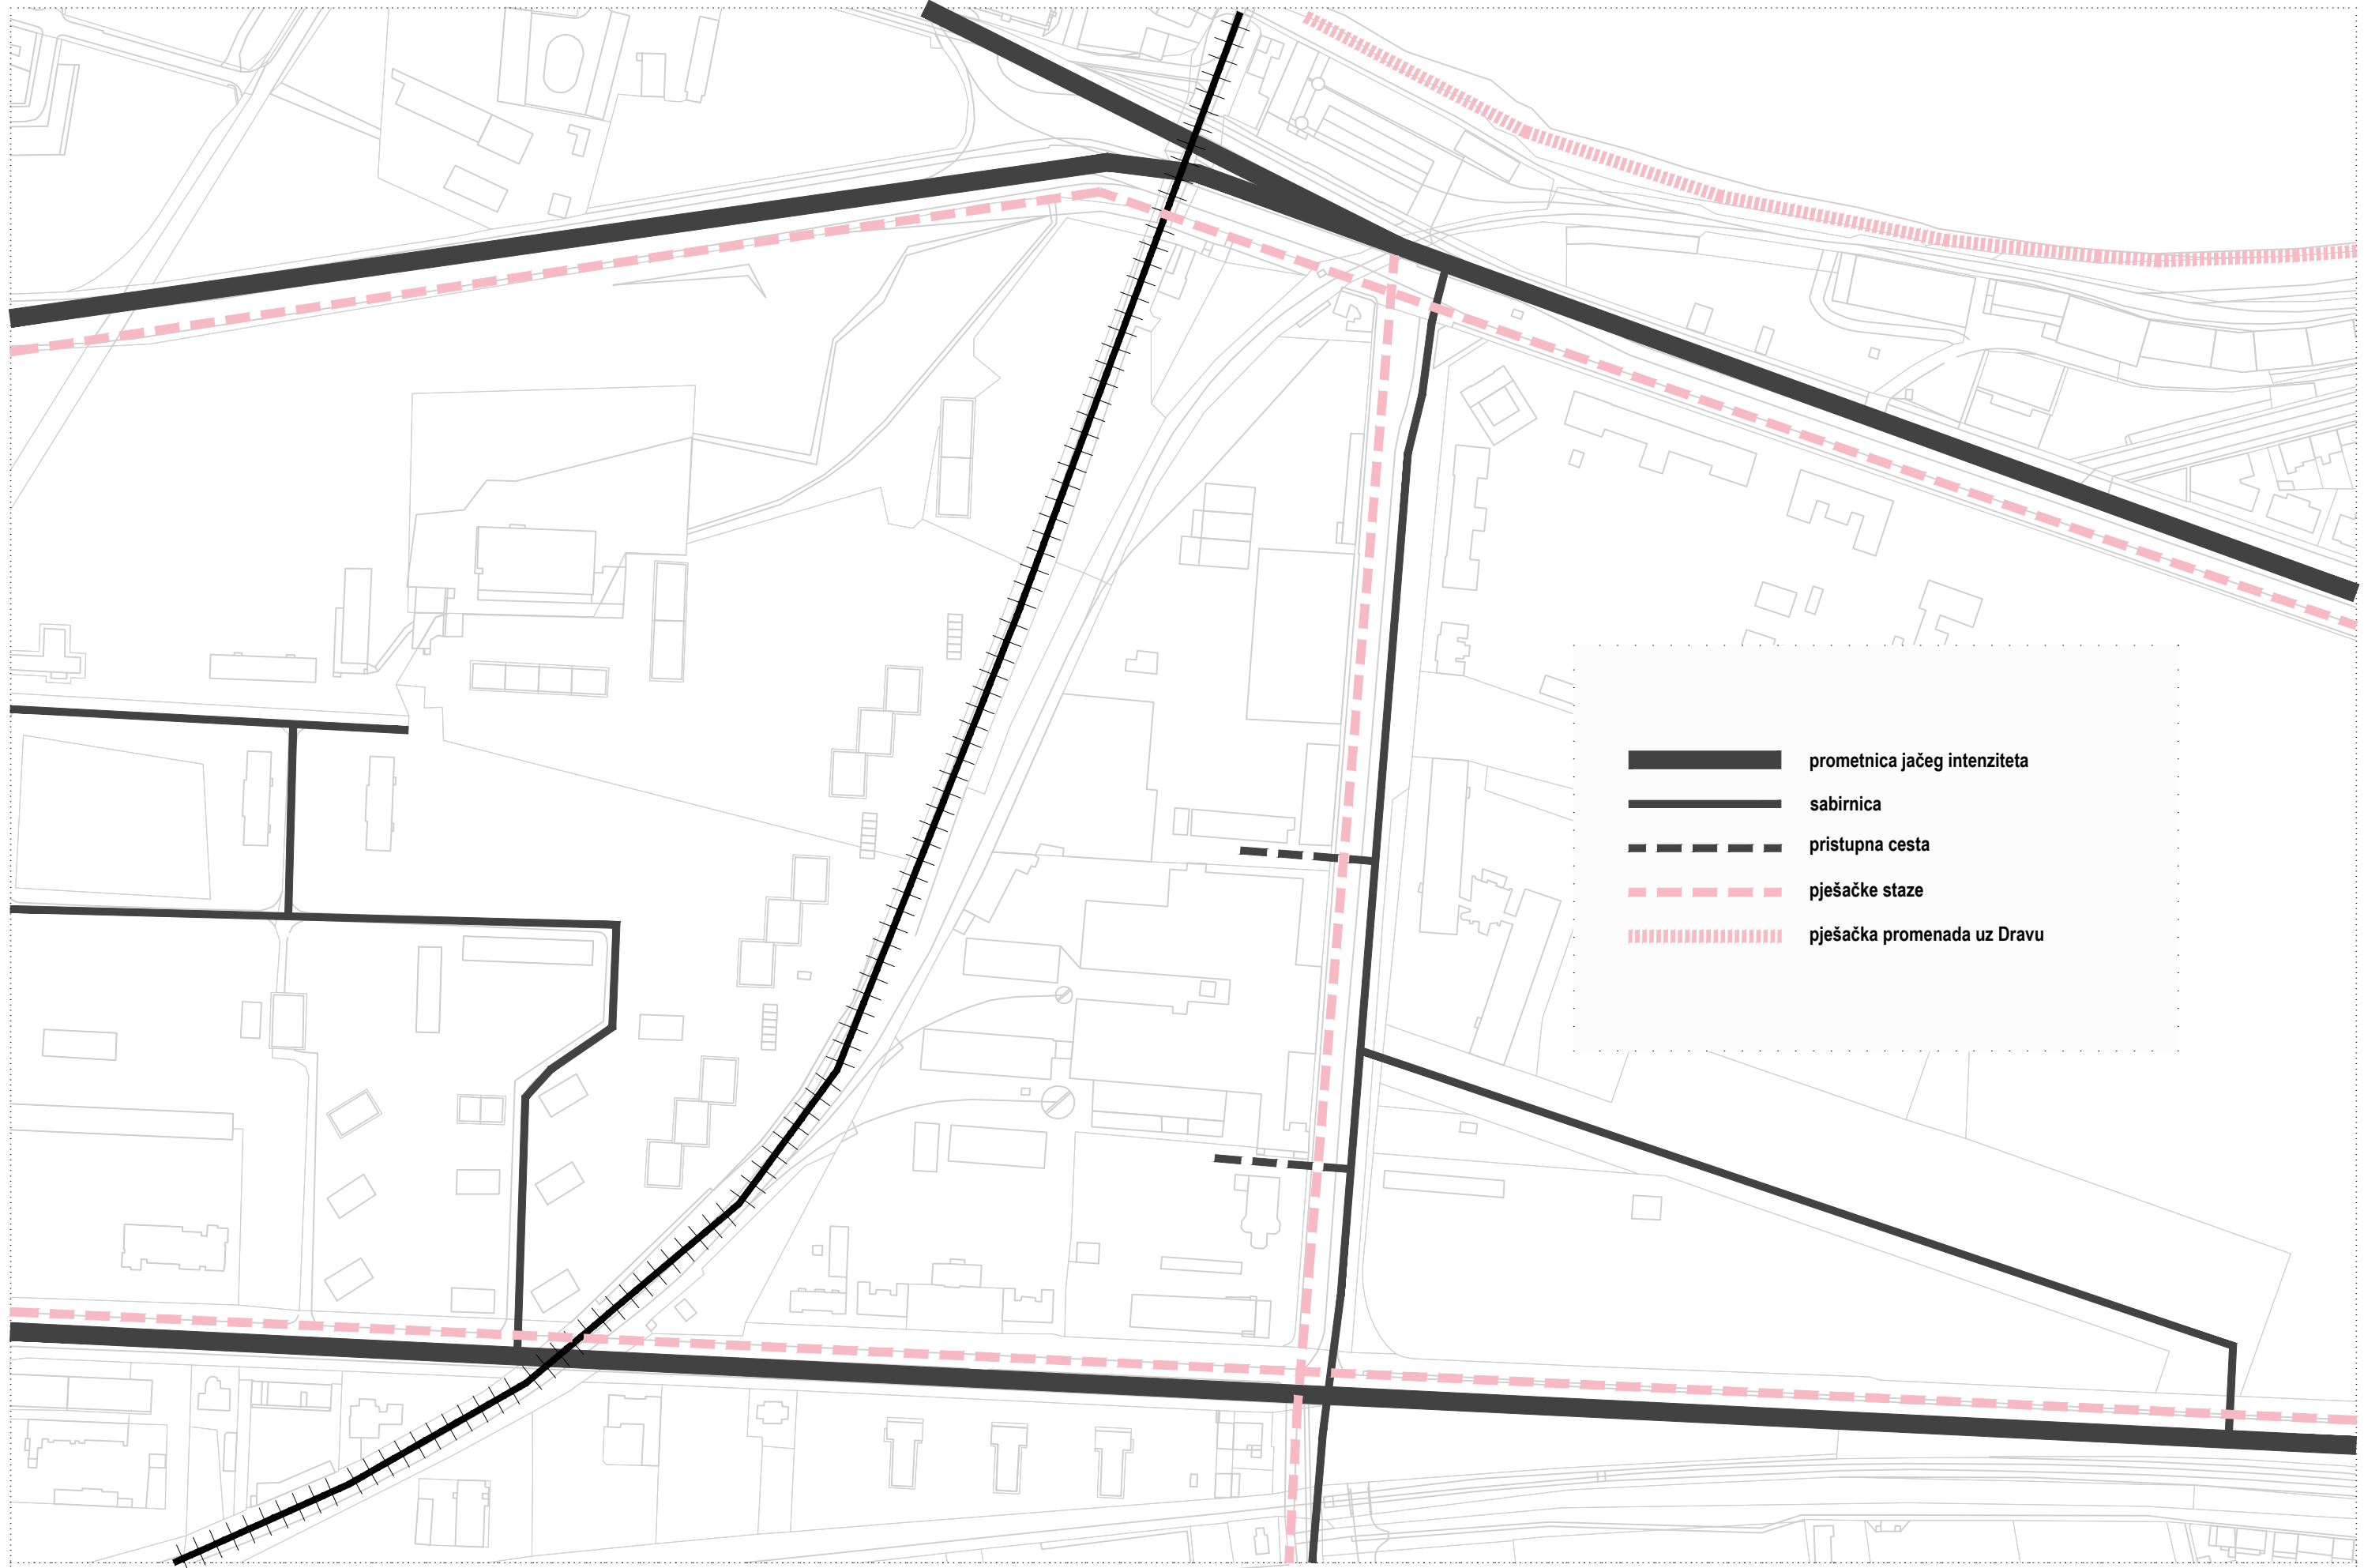 prometnica jačeg intenziteta
sabirnica
pristupna cesta
pješačke staze
pješačka promenada uz Dravu